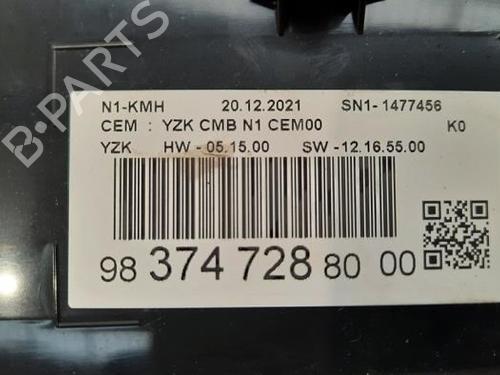 N1-KMH 20.12.2021 SN1-1477456
CEM : YZK CMB N1 CEM00 K0
YZK HW -05.15.00 SW -12.16.55.00
98 374 728 80 00
B-PARTS